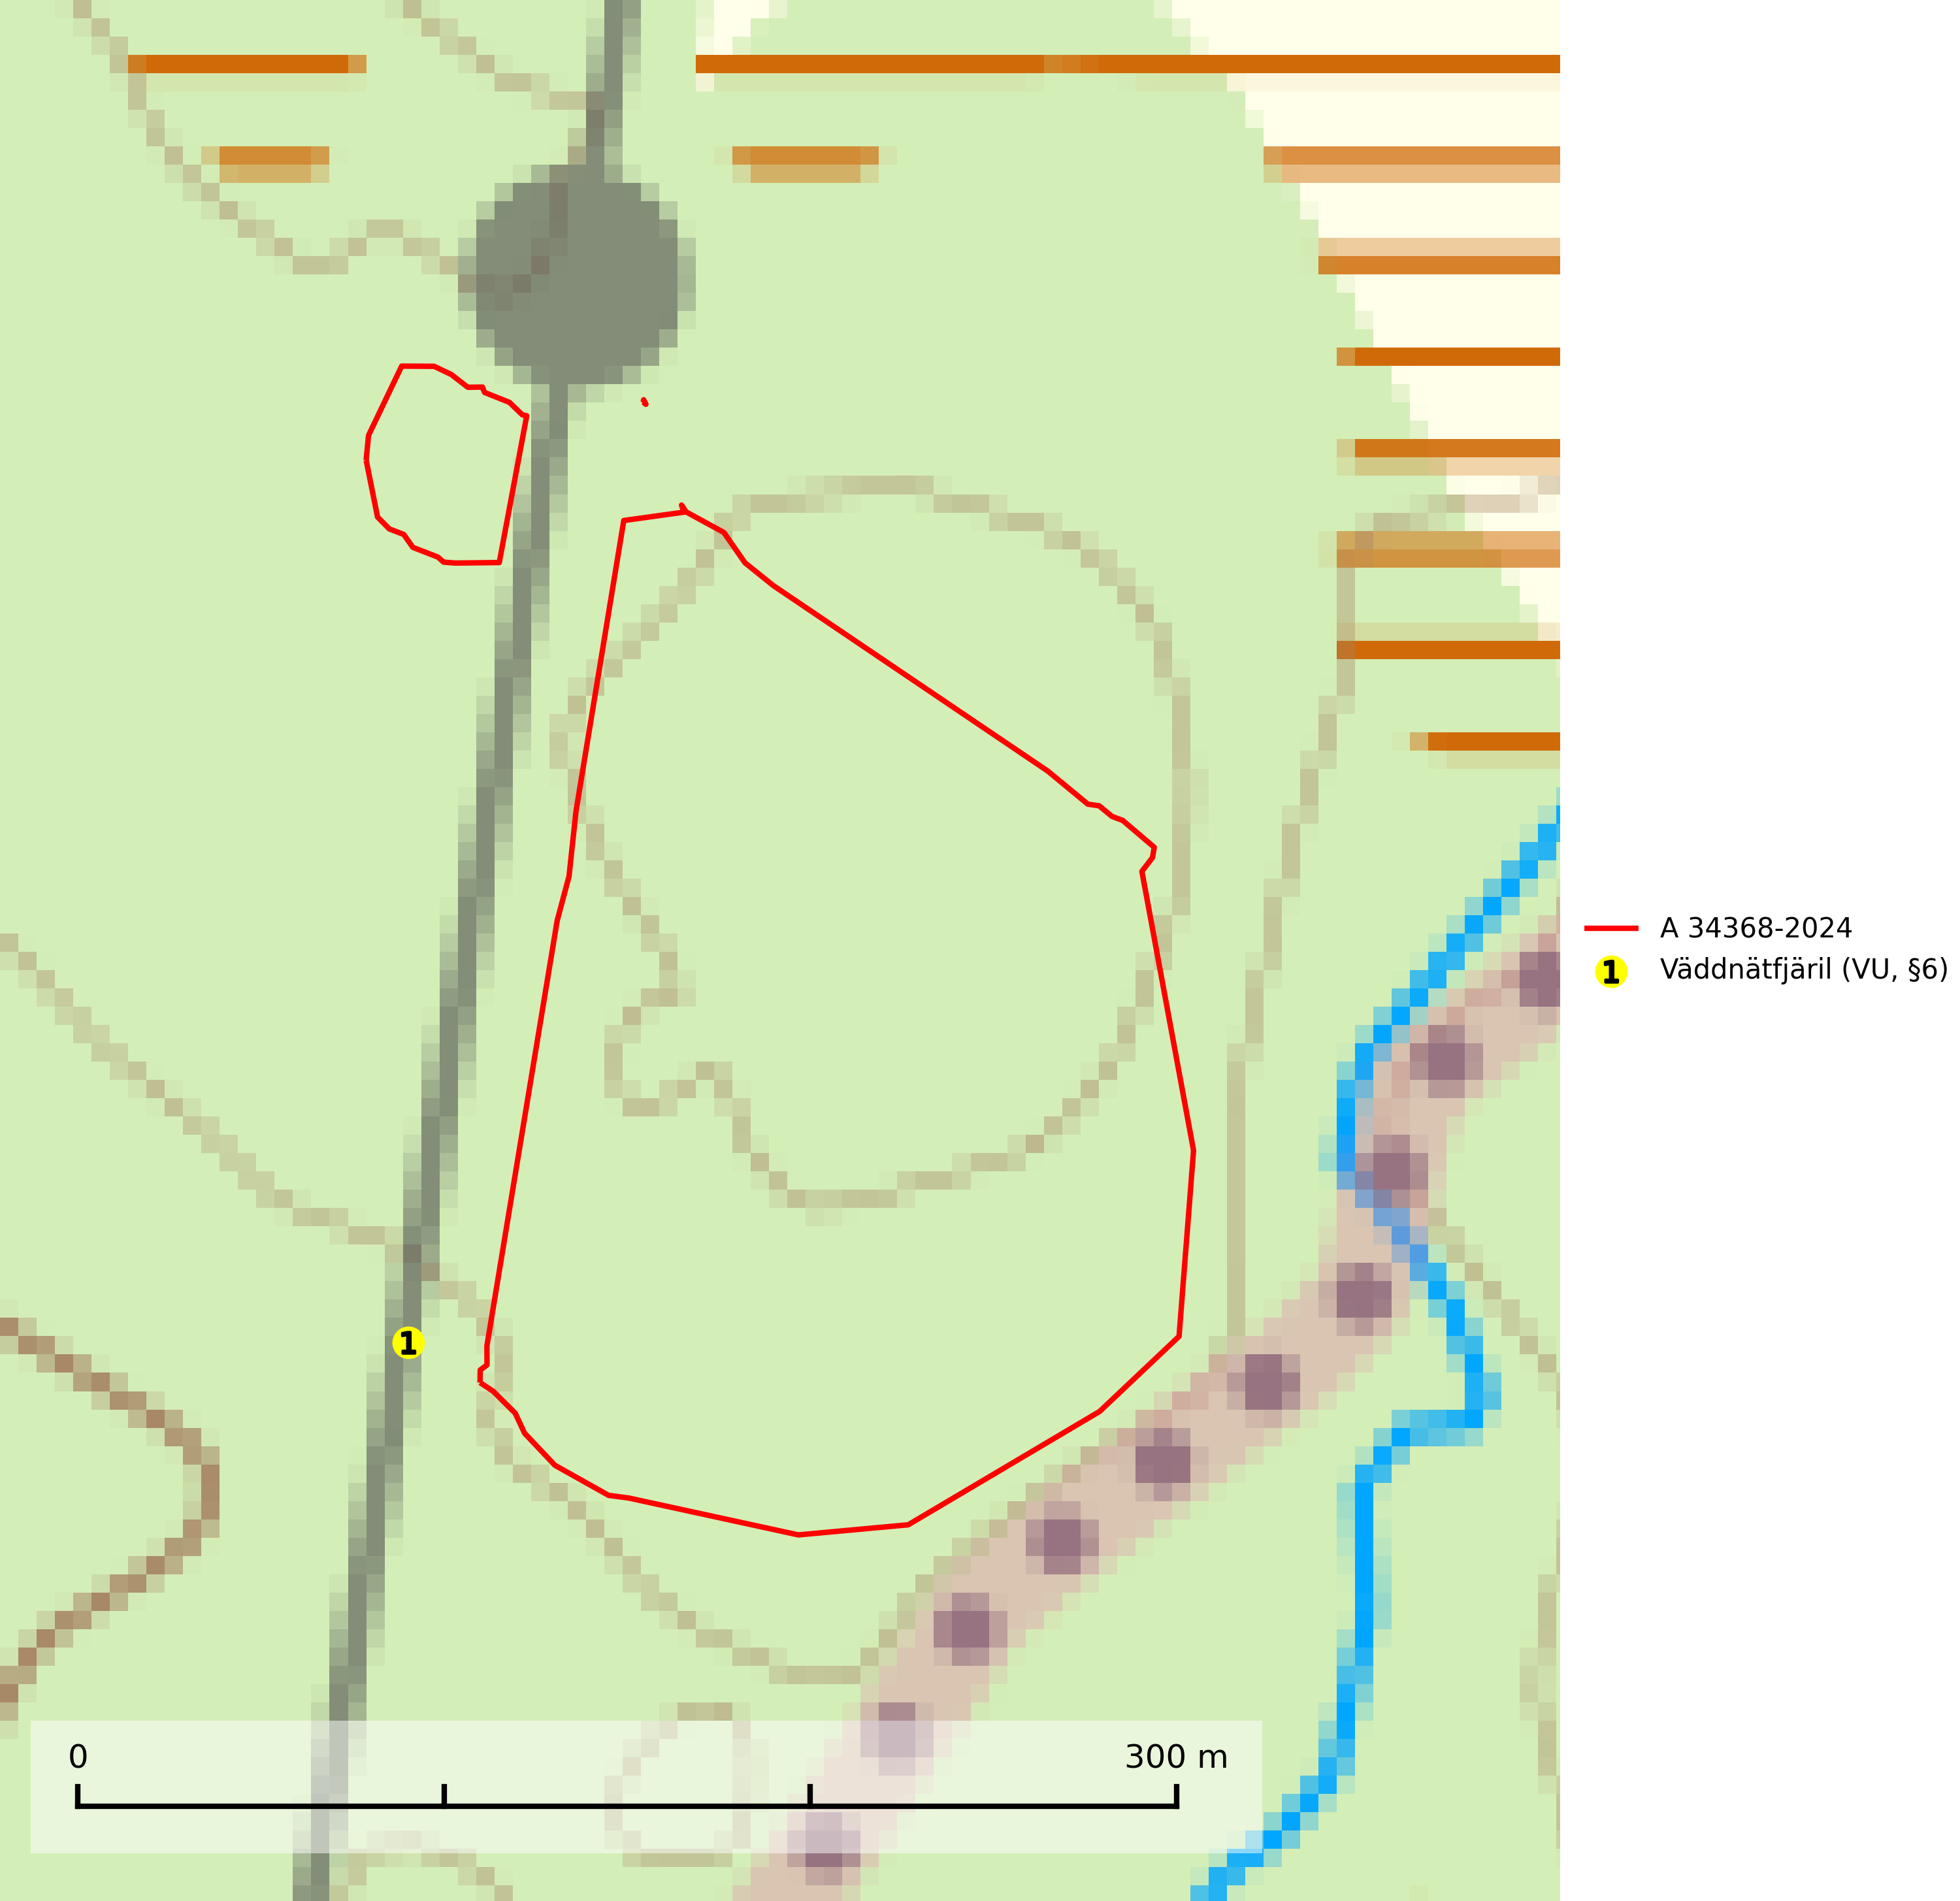 A 34368-2024
1 Väddnätfjäril (VU, §6)
1
0 300 m